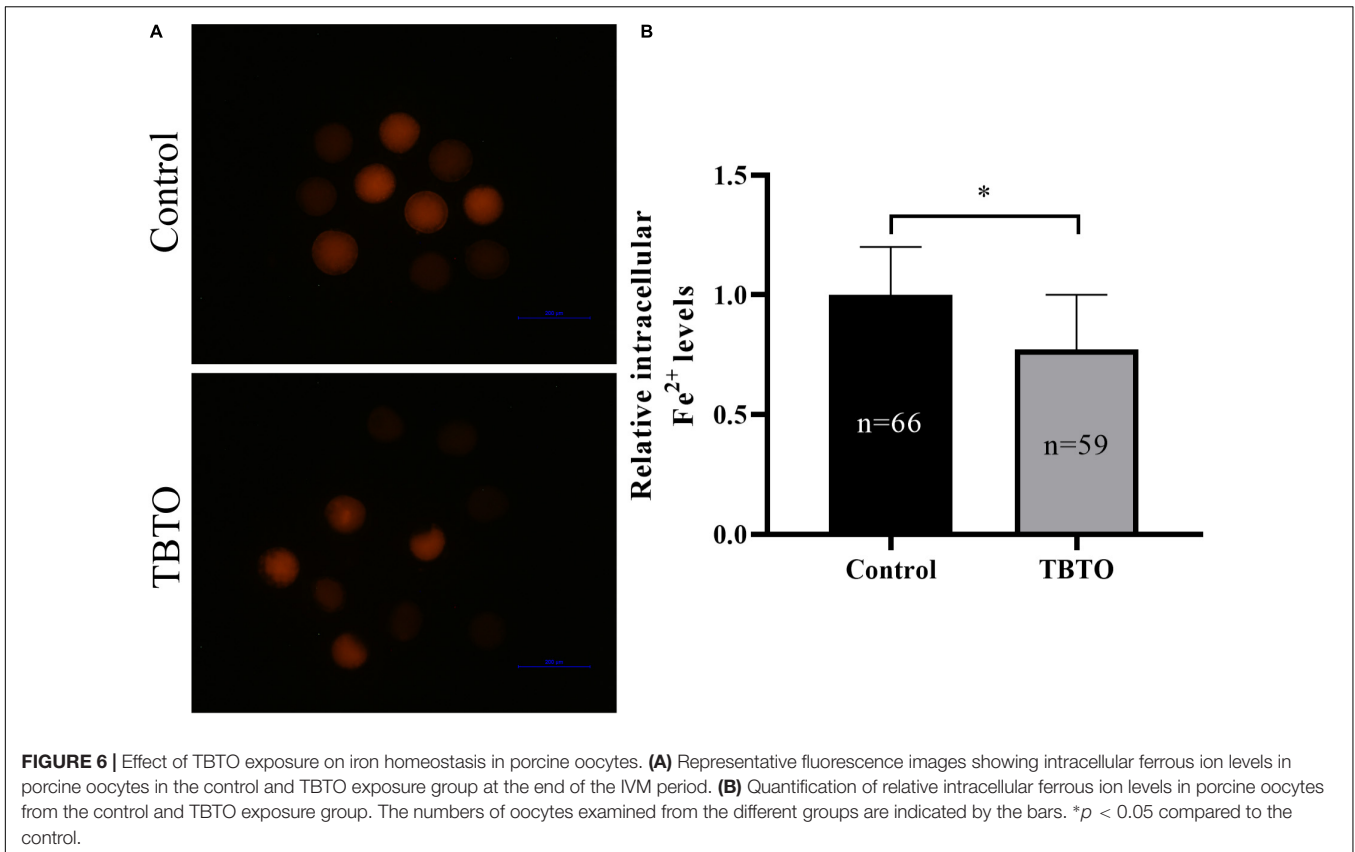 A
B
Control
TBTO
Relative intracellular
Fe²⁺ levels
1.5
1.0
0.5
0.0
*
n=66
n=59
Control
TBTO
FIGURE 6 | Effect of TBTO exposure on iron homeostasis in porcine oocytes. (A) Representative fluorescence images showing intracellular ferrous ion levels in
porcine oocytes in the control and TBTO exposure group at the end of the IVM period. (B) Quantification of relative intracellular ferrous ion levels in porcine oocytes
from the control and TBTO exposure group. The numbers of oocytes examined from the different groups are indicated by the bars. *p < 0.05 compared to the
control.